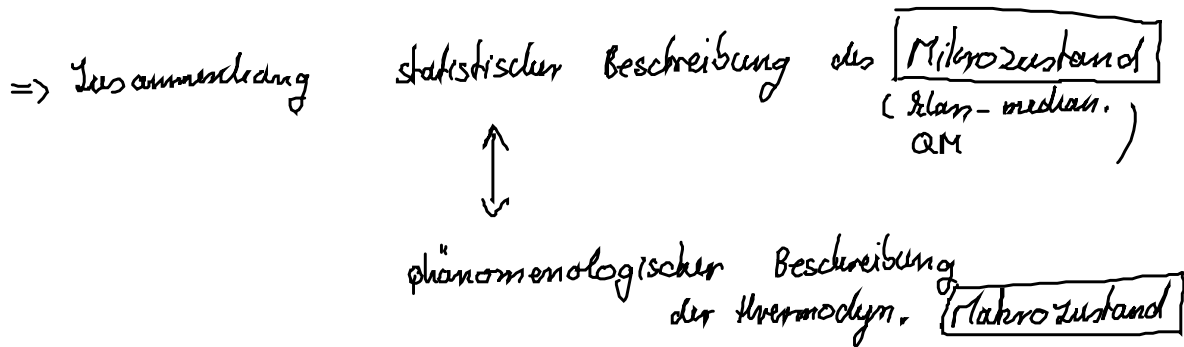 => Zusammenhang statistischer Beschreibung des Mikrozustand
(klass-mechan.
QM )
phänomenologischer Beschreibung
der thermodyn. Makrozustand